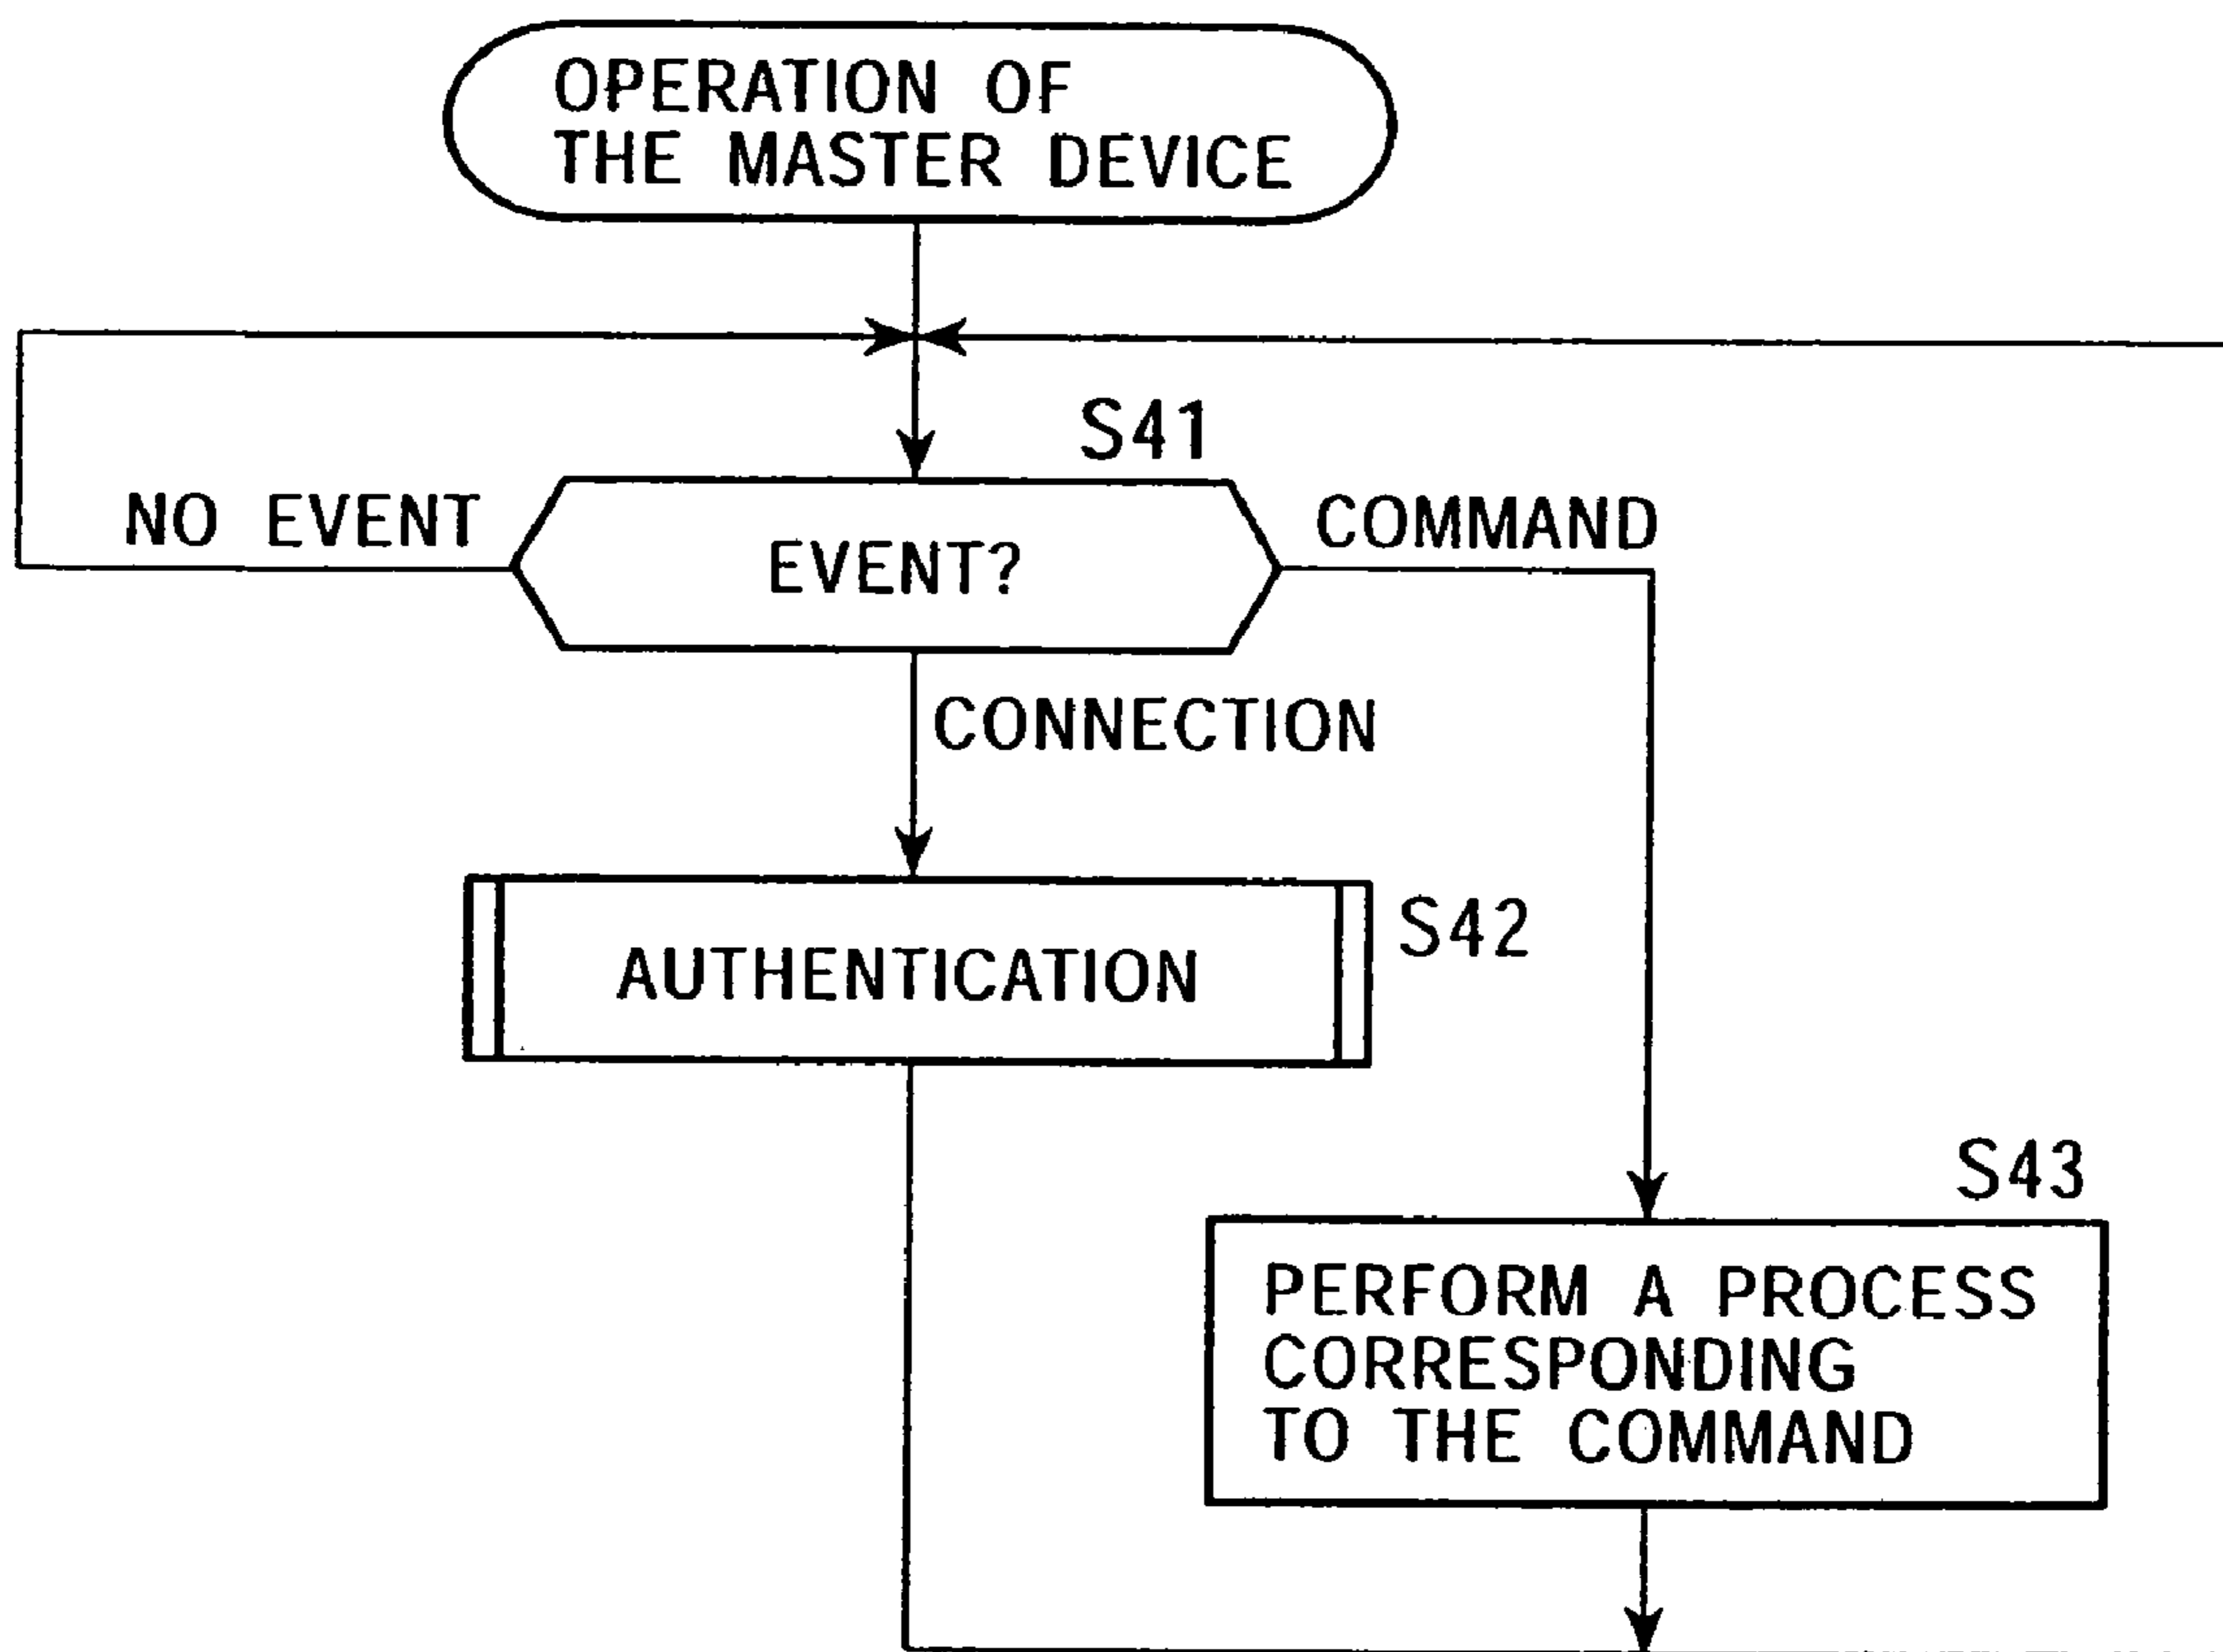 OPERATION OF
THE MASTER DEVICE
S41
NO EVENT
EVENT?
COMMAND
CONNECTION
AUTHENTICATION
S42
S43
PERFORM A PROCESS
CORRESPONDING
TO THE COMMAND